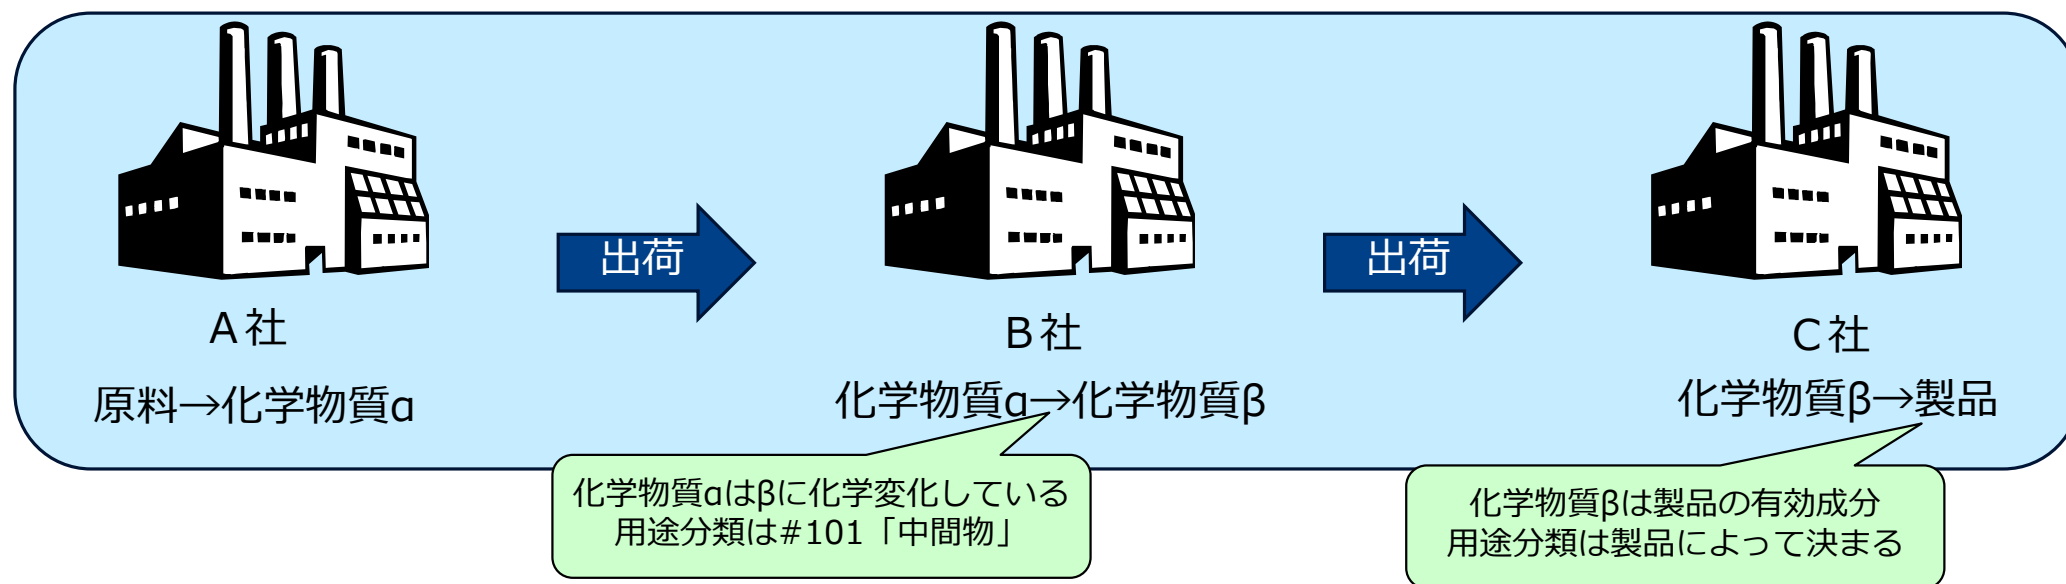 出荷
出荷
A社
B社
C社
原料→化学物質α
化学物質α→化学物質β
化学物質β→製品
化学物質αはβに化学変化している
用途分類は#101「中間物」
化学物質βは製品の有効成分
用途分類は製品によって決まる